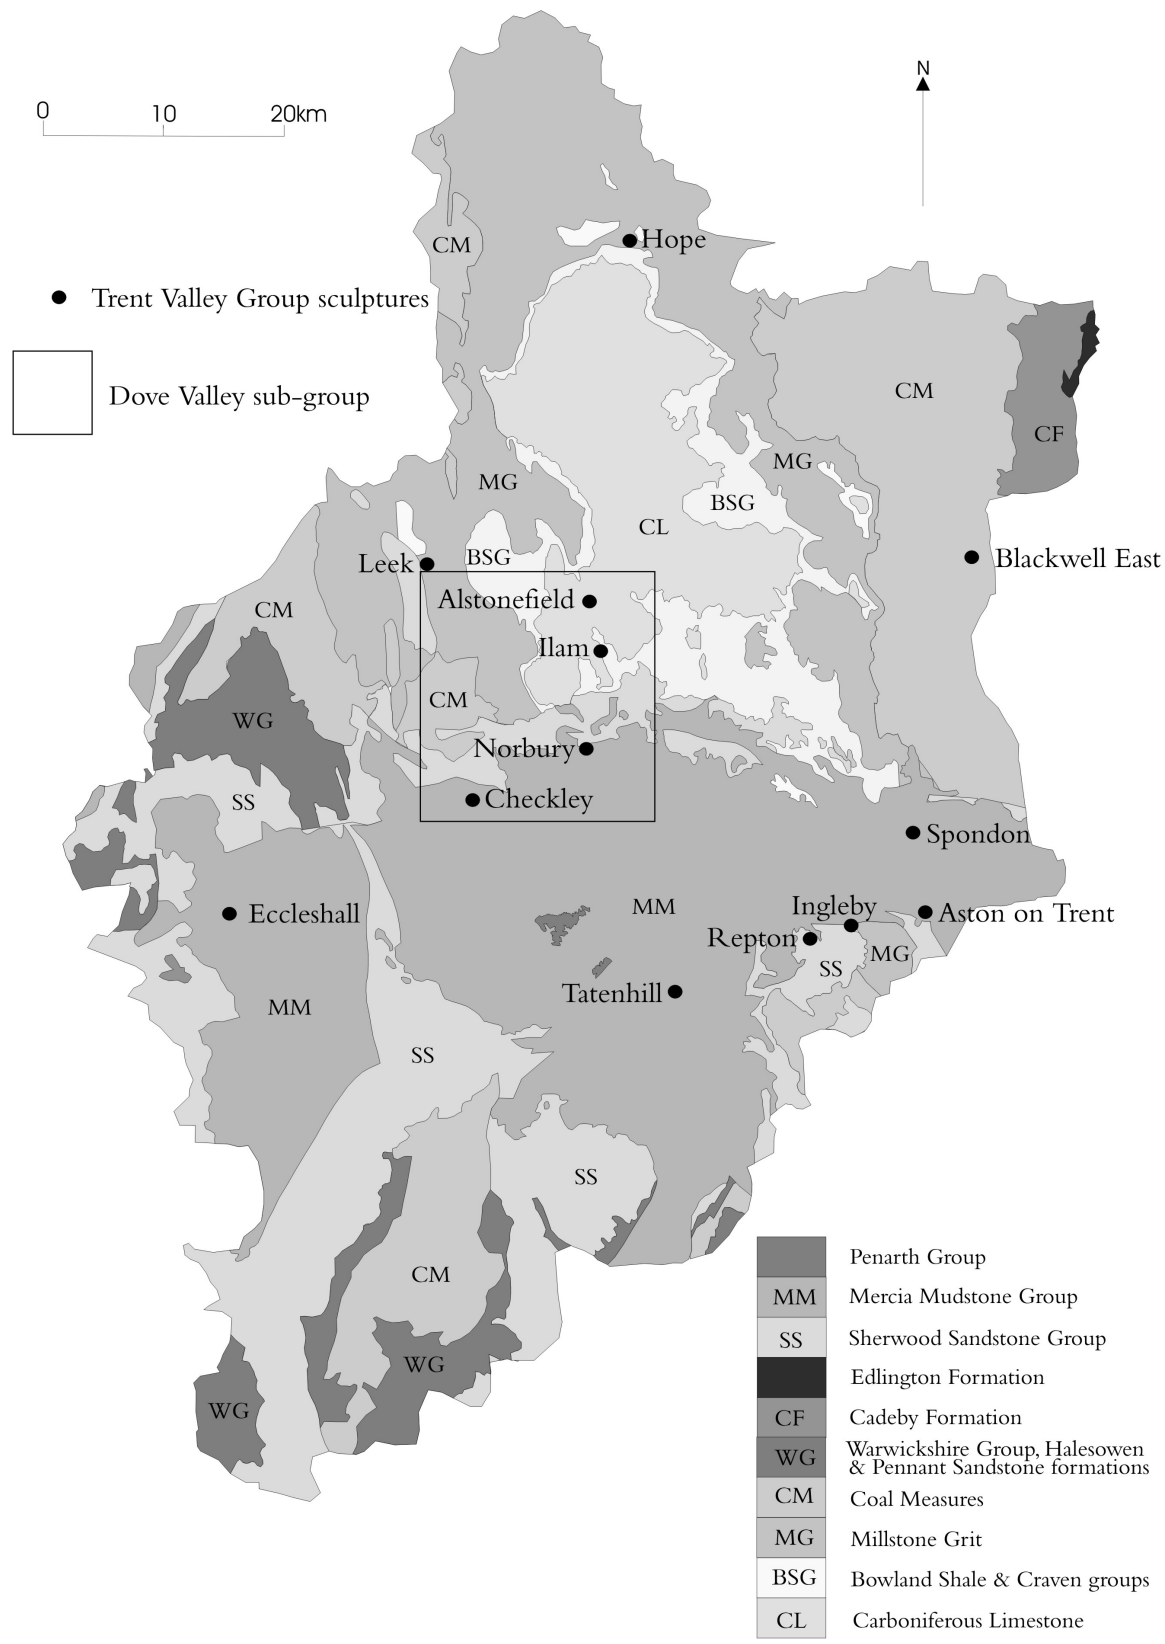 N
0 10 20km
Hope
CM
Trent Valley Group sculptures
Dove Valley sub-group
CM
CF
MG
MG
BSG
CL
BSG
Leek
Blackwell East
Alstonefield
CM
Ilam
CM
WG
Norbury
SS
Checkley
Spondon
Eccleshall
MM
Ingleby
Aston on Trent
Repton
MG
SS
Tatenhill
MM
SS
SS
CM
WG
WG
Penarth Group
MM Mercia Mudstone Group
SS Sherwood Sandstone Group
Edlington Formation
CF Cadeby Formation
WG Warwickshire Group, Halesowen
& Pennant Sandstone formations
CM Coal Measures
MG Millstone Grit
BSG Bowland Shale & Craven groups
CL Carboniferous Limestone